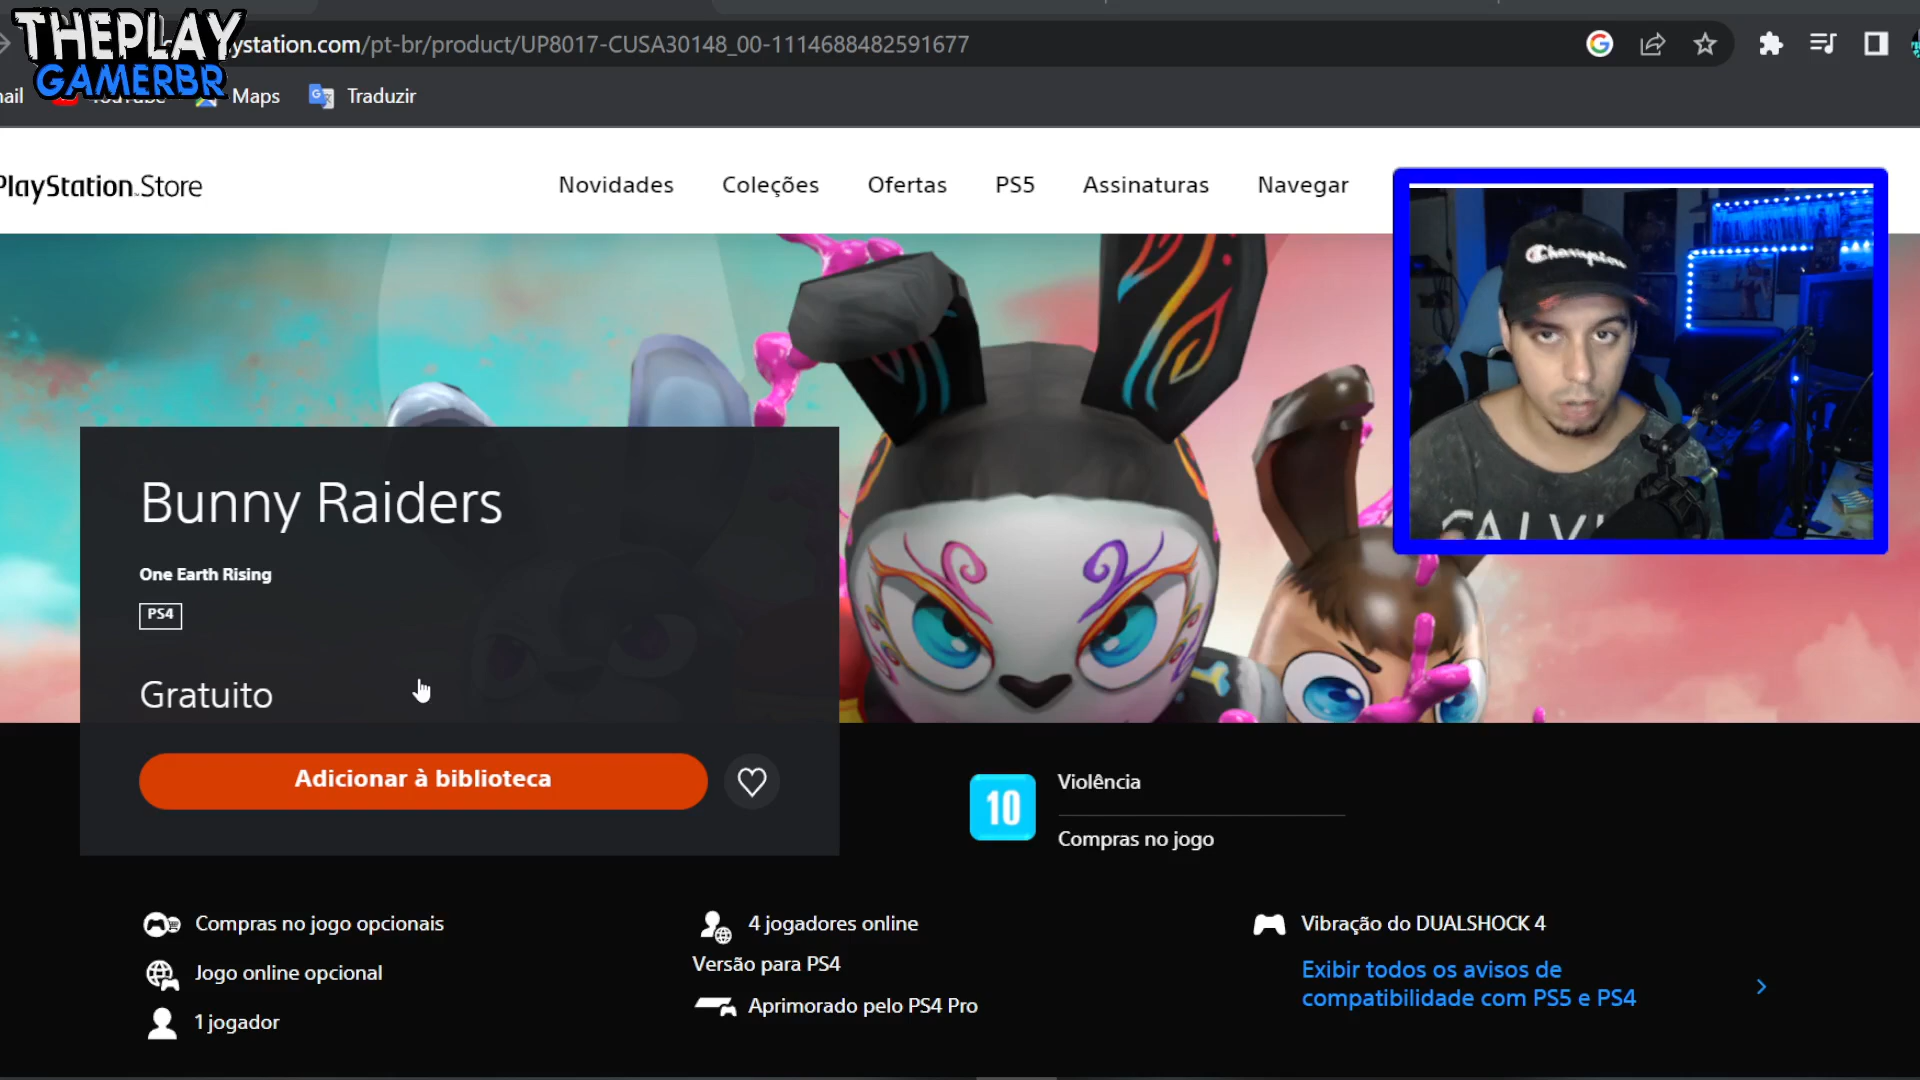 THEPLAY
GAMERBR
ystation.com/pt-br/product/UP8017-CUSA30148_00-1114688482591677
ail
YouTube
Maps
Traduzir
PlayStation Store
Novidades
Coleções
Ofertas
PS5
Assinaturas
Navegar
Champion
CALV
Bunny Raiders
One Earth Rising
PS4
Gratuito
Adicionar à biblioteca
10
Violência
Compras no jogo
Compras no jogo opcionais
Jogo online opcional
1 jogador
4 jogadores online
Versão para PS4
Aprimorado pelo PS4 Pro
Vibração do DUALSHOCK 4
Exibir todos os avisos de
compatibilidade com PS5 e PS4